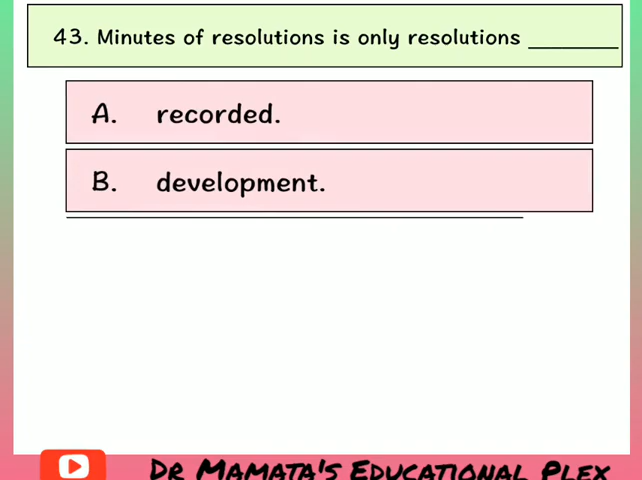 43. Minutes of resolutions is only resolutions ________
A. recorded.
B. development.
Dr Mamata's Educational Plex